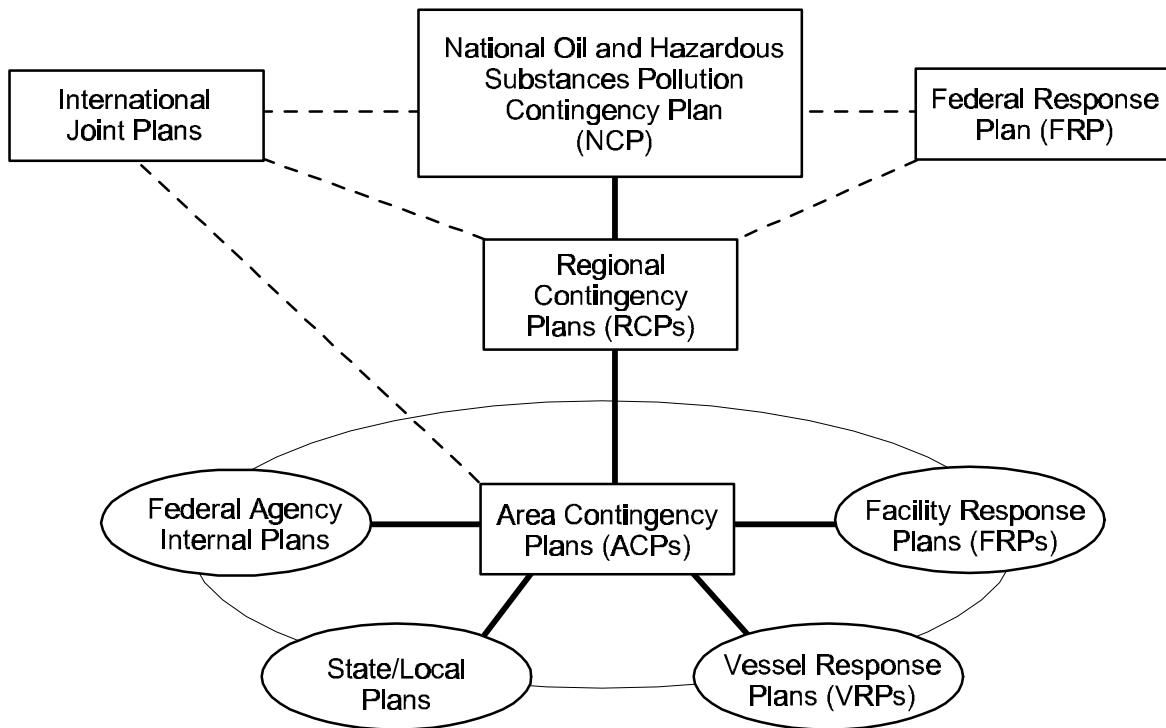 National Oil and Hazardous
Substances Pollution
Contingency Plan
(NCP)
International
Joint Plans
Federal Response
Plan (FRP)
Regional
Contingency
Plans (RCPs)
Federal Agency
Internal Plans
Area Contingency
Plans (ACPs)
Facility Response
Plans (FRPs)
State/Local
Plans
Vessel Response
Plans (VRPs)